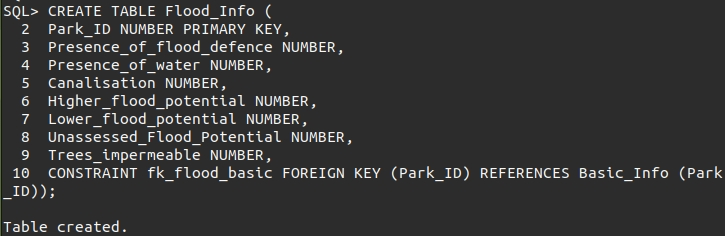 SQL> CREATE TABLE Flood_Info (
  2  Park_ID NUMBER PRIMARY KEY,
  3  Presence_of_flood_defence NUMBER,
  4  Presence_of_water NUMBER,
  5  Canalisation NUMBER,
  6  Higher_flood_potential NUMBER,
  7  Lower_flood_potential NUMBER,
  8  Unassessed_Flood_Potential NUMBER,
  9  Trees_impermeable NUMBER,
 10  CONSTRAINT fk_flood_basic FOREIGN KEY (Park_ID) REFERENCES Basic_Info (Park
_ID));
Table created.